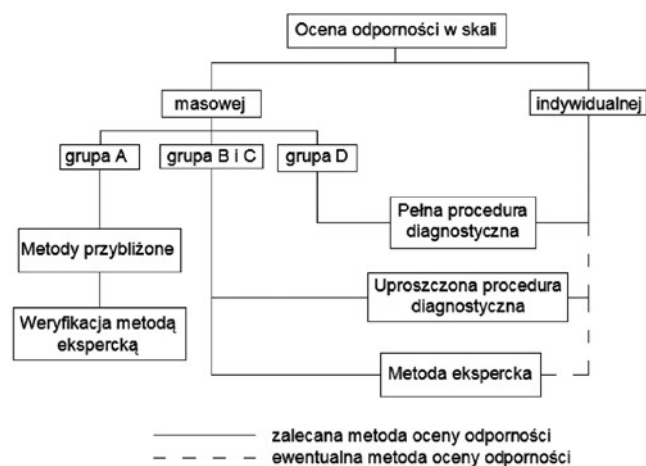 Ocena odporności w skali
masowej
indywidualnej
grupa A
grupa B i C
grupa D
Pełna procedura
diagnostyczna
Metody przybliżone
Uproszczona procedura
diagnostyczna
Weryfikacja metodą
ekspercką
Metoda ekspercka
zalecana metoda oceny odporności
ewentualna metoda oceny odporności